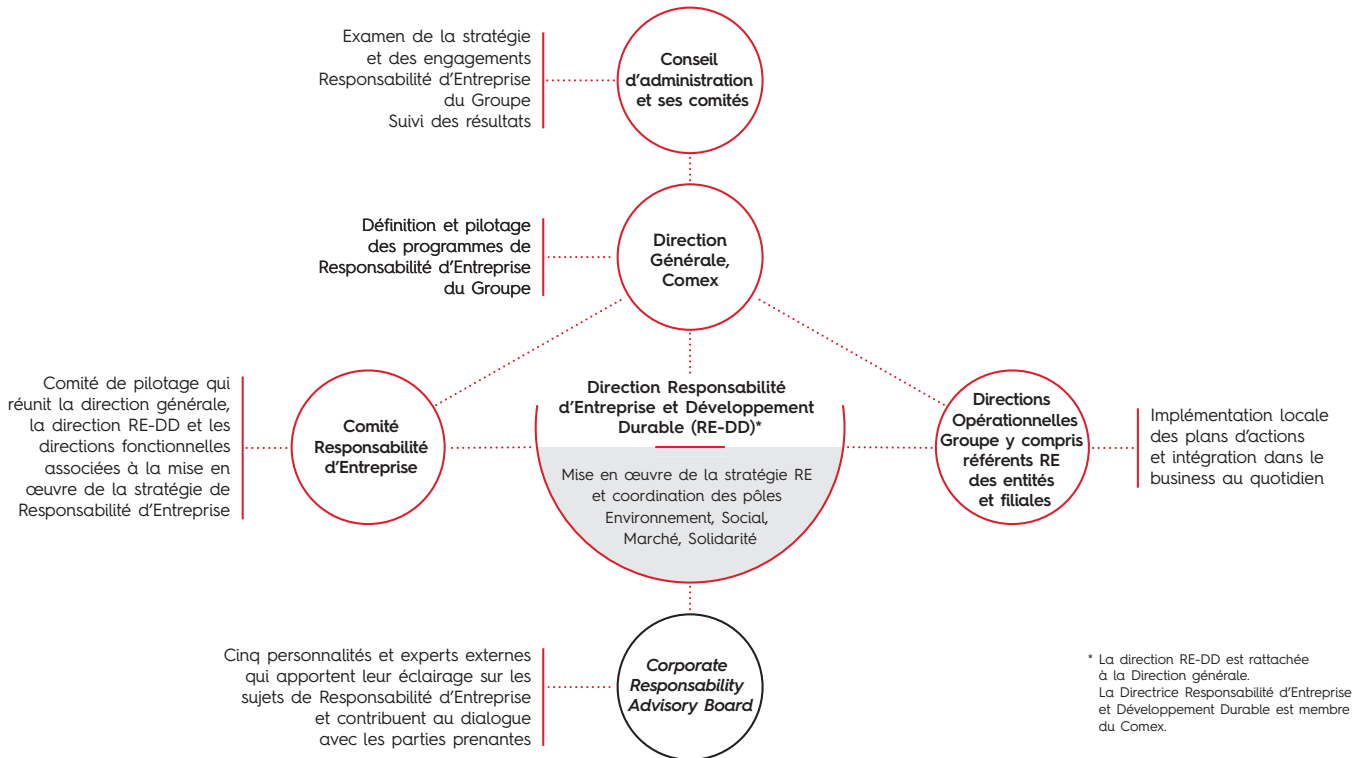 Examen de la stratégie
et des engagements
Responsabilité d'Entreprise
du Groupe
Suivi des résultats
Conseil
d'administration
et ses comités
Définition et pilotage
des programmes de
Responsabilité d'Entreprise
du Groupe
Direction
Générale,
Comex
Comité de pilotage qui
réunit la direction générale,
la direction RE-DD et les
directions fonctionnelles
associées à la mise en
œuvre de la stratégie de
Responsabilité d'Entreprise
Comité
Responsabilité
d'Entreprise
Direction Responsabilité
d'Entreprise et Développement
Durable (RE-DD)*
Mise en œuvre de la stratégie RE
et coordination des pôles
Environnement, Social,
Marché, Solidarité
Directions
Opérationnelles
Groupe y compris
référents RE
des entités
et filiales
Implémentation locale
des plans d'actions
et intégration dans le
business au quotidien
Cinq personnalités et experts externes
qui apportent leur éclairage sur les
sujets de Responsabilité d'Entreprise
et contribuent au dialogue
avec les parties prenantes
Corporate
Responsability
Advisory Board
* La direction RE-DD est rattachée
à la Direction générale.
La Directrice Responsabilité d'Entreprise
et Développement Durable est membre
du Comex.